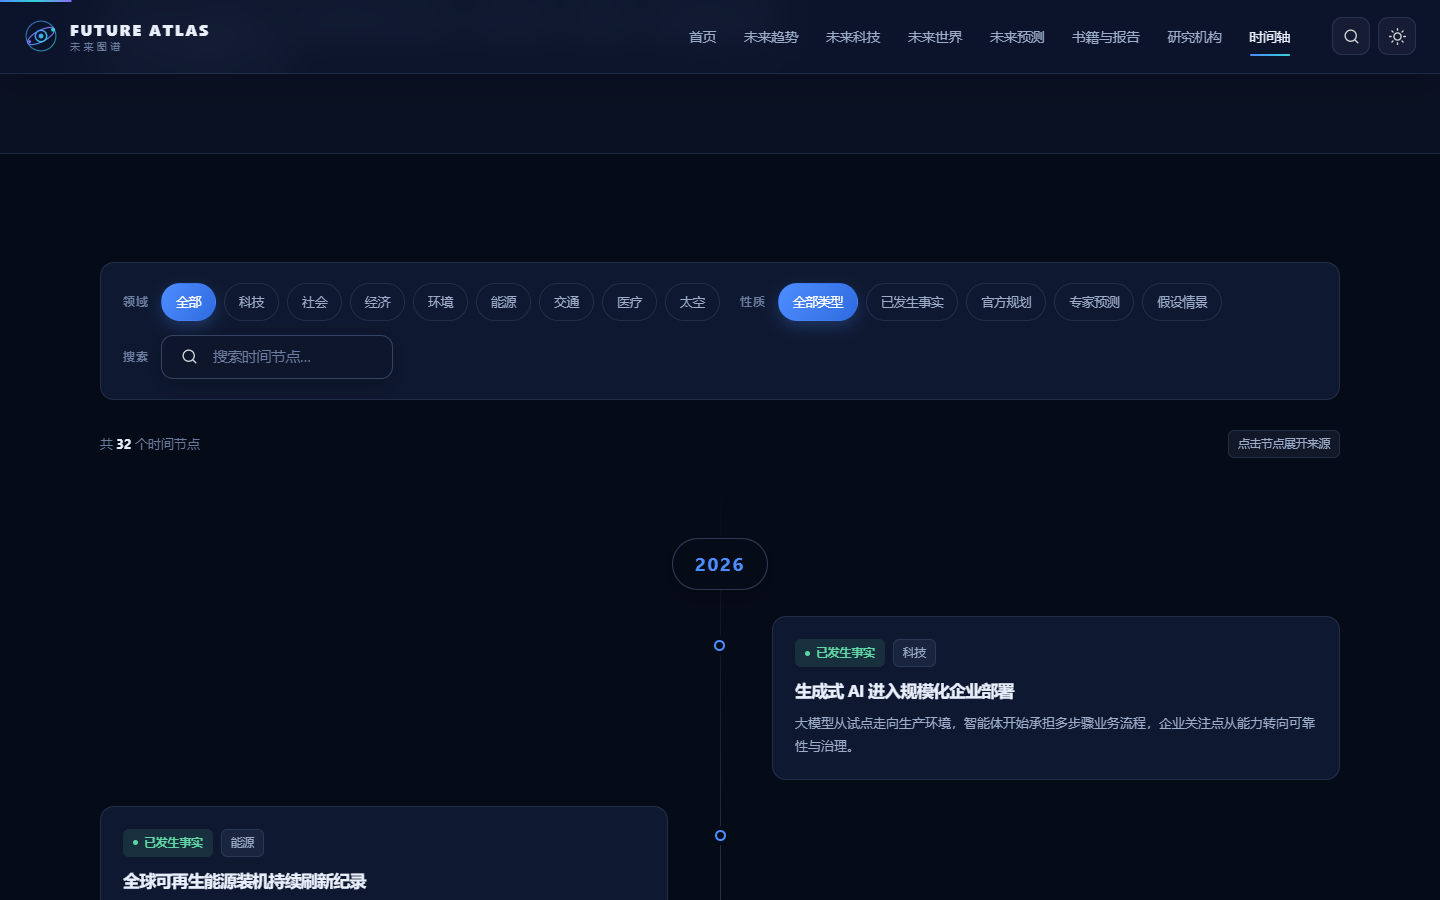 FUTURE ATLAS
未来图谱
首页 未来趋势 未来科技 未来世界 未来预测 书籍与报告 研究机构 时间轴
领域 全部 科技 社会 经济 环境 能源 交通 医疗 太空 性质 全部类型 已发生事实 官方规划 专家预测 假设情景
搜索 搜索时间节点...
共 32 个时间节点
点击节点展开来源
2026
已发生事实 科技
生成式 AI 进入规模化企业部署
大模型从试点走向生产环境，智能体开始承担多步骤业务流程，企业关注点从能力转向可靠
性与治理。
已发生事实 能源
全球可再生能源装机持续刷新纪录